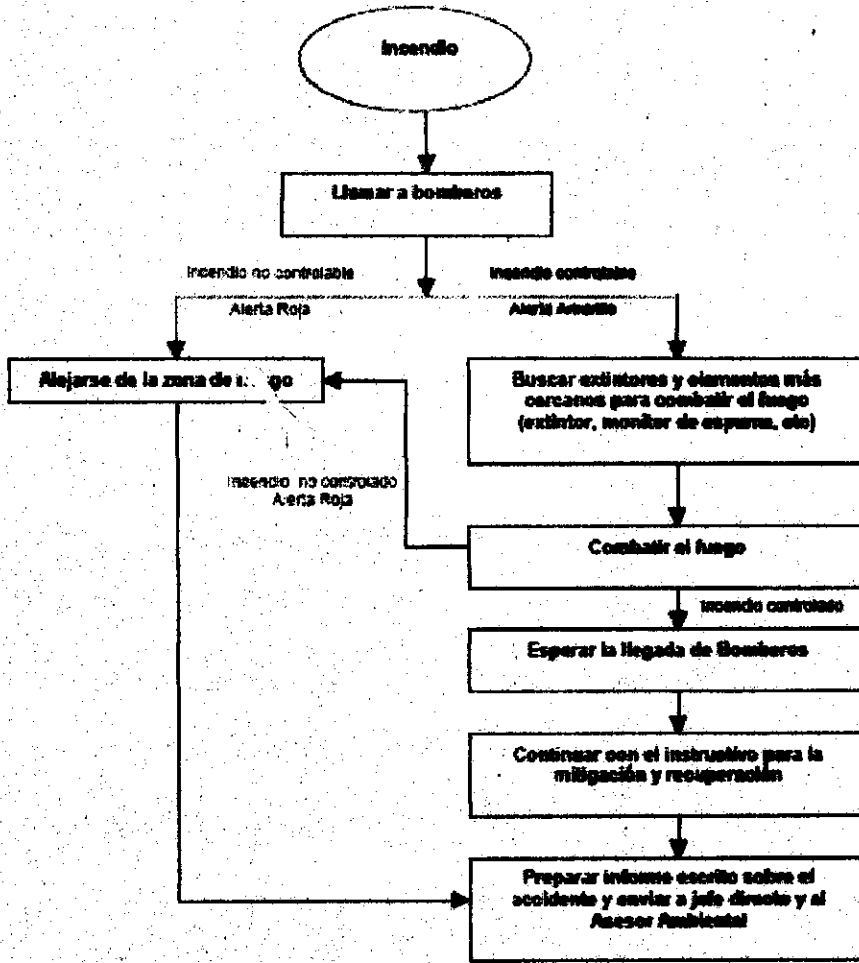 Incendio
Llamar a bomberos
Incendio no controlable
Incendio controlable
Alerta Roja
Alerta Amarilla
Alejarse de la zona de
Buscar extintores y elementos más
cercanos para combatir el fuego
(extintor, monitor de espuma, etc)
Incendio no controlado
Alerta Roja
Combatir el fuego
Incendio controlado
Esperar la llegada de Bomberos
Continuar con el instructivo para la
mitigación y recuperación
Preparar informe escrito sobre el
accidente y enviar a jefe directo y al
Asesor Ambiental